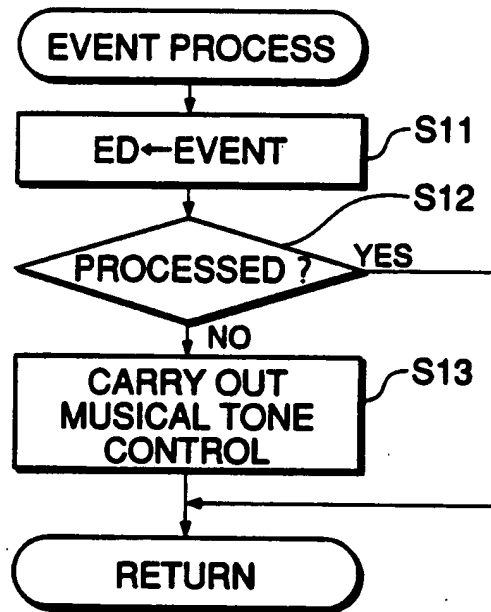 EVENT PROCESS
ED←EVENT
S11
S12
PROCESSED ?
YES
NO
CARRY OUT
MUSICAL TONE
CONTROL
S13
RETURN